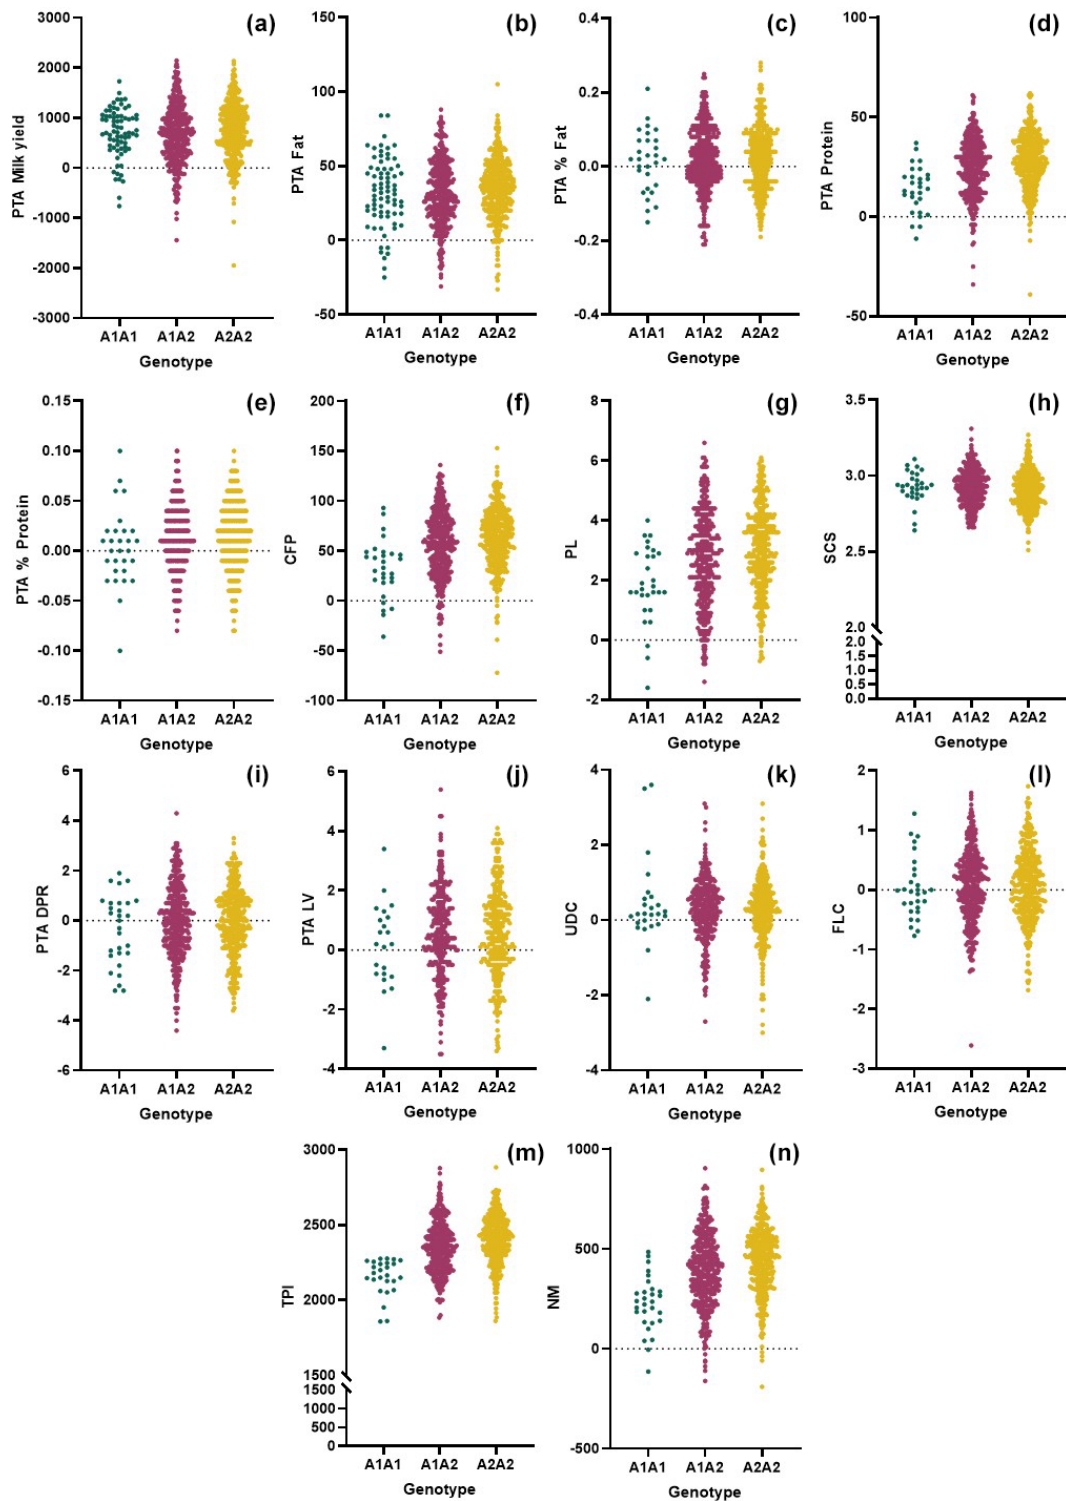 (a)
PTA Milk yield
3000
2000
1000
0
-1000
-2000
-3000
A1A1 A1A2 A2A2
Genotype
(b)
PTA Fat
150
100
50
0
-50
A1A1 A1A2 A2A2
Genotype
(c)
PTA % Fat
0.4
0.2
0.0
-0.2
-0.4
A1A1 A1A2 A2A2
Genotype
(d)
PTA Protein
100
50
0
-50
A1A1 A1A2 A2A2
Genotype
(e)
PTA % Protein
0.15
0.10
0.05
0.00
-0.05
-0.10
-0.15
A1A1 A1A2 A2A2
Genotype
(f)
CFP
200
150
100
50
0
-50
-100
A1A1 A1A2 A2A2
Genotype
(g)
PL
8
6
4
2
0
-2
A1A1 A1A2 A2A2
Genotype
(h)
SCS
3.5
3.0
2.5
2.0
2.0
1.5
1.0
0.5
0.0
A1A1 A1A2 A2A2
Genotype
(i)
PTA DPR
6
4
2
0
-2
-4
-6
A1A1 A1A2 A2A2
Genotype
(j)
PTA LV
6
4
2
0
-2
-4
A1A1 A1A2 A2A2
Genotype
(k)
UDC
4
2
0
-2
-4
A1A1 A1A2 A2A2
Genotype
(l)
FLC
2
1
0
-1
-2
-3
A1A1 A1A2 A2A2
Genotype
(m)
TPI
3000
2500
2000
1500
1500
1000
500
0
A1A1 A1A2 A2A2
Genotype
(n)
NM
1000
500
0
-500
A1A1 A1A2 A2A2
Genotype